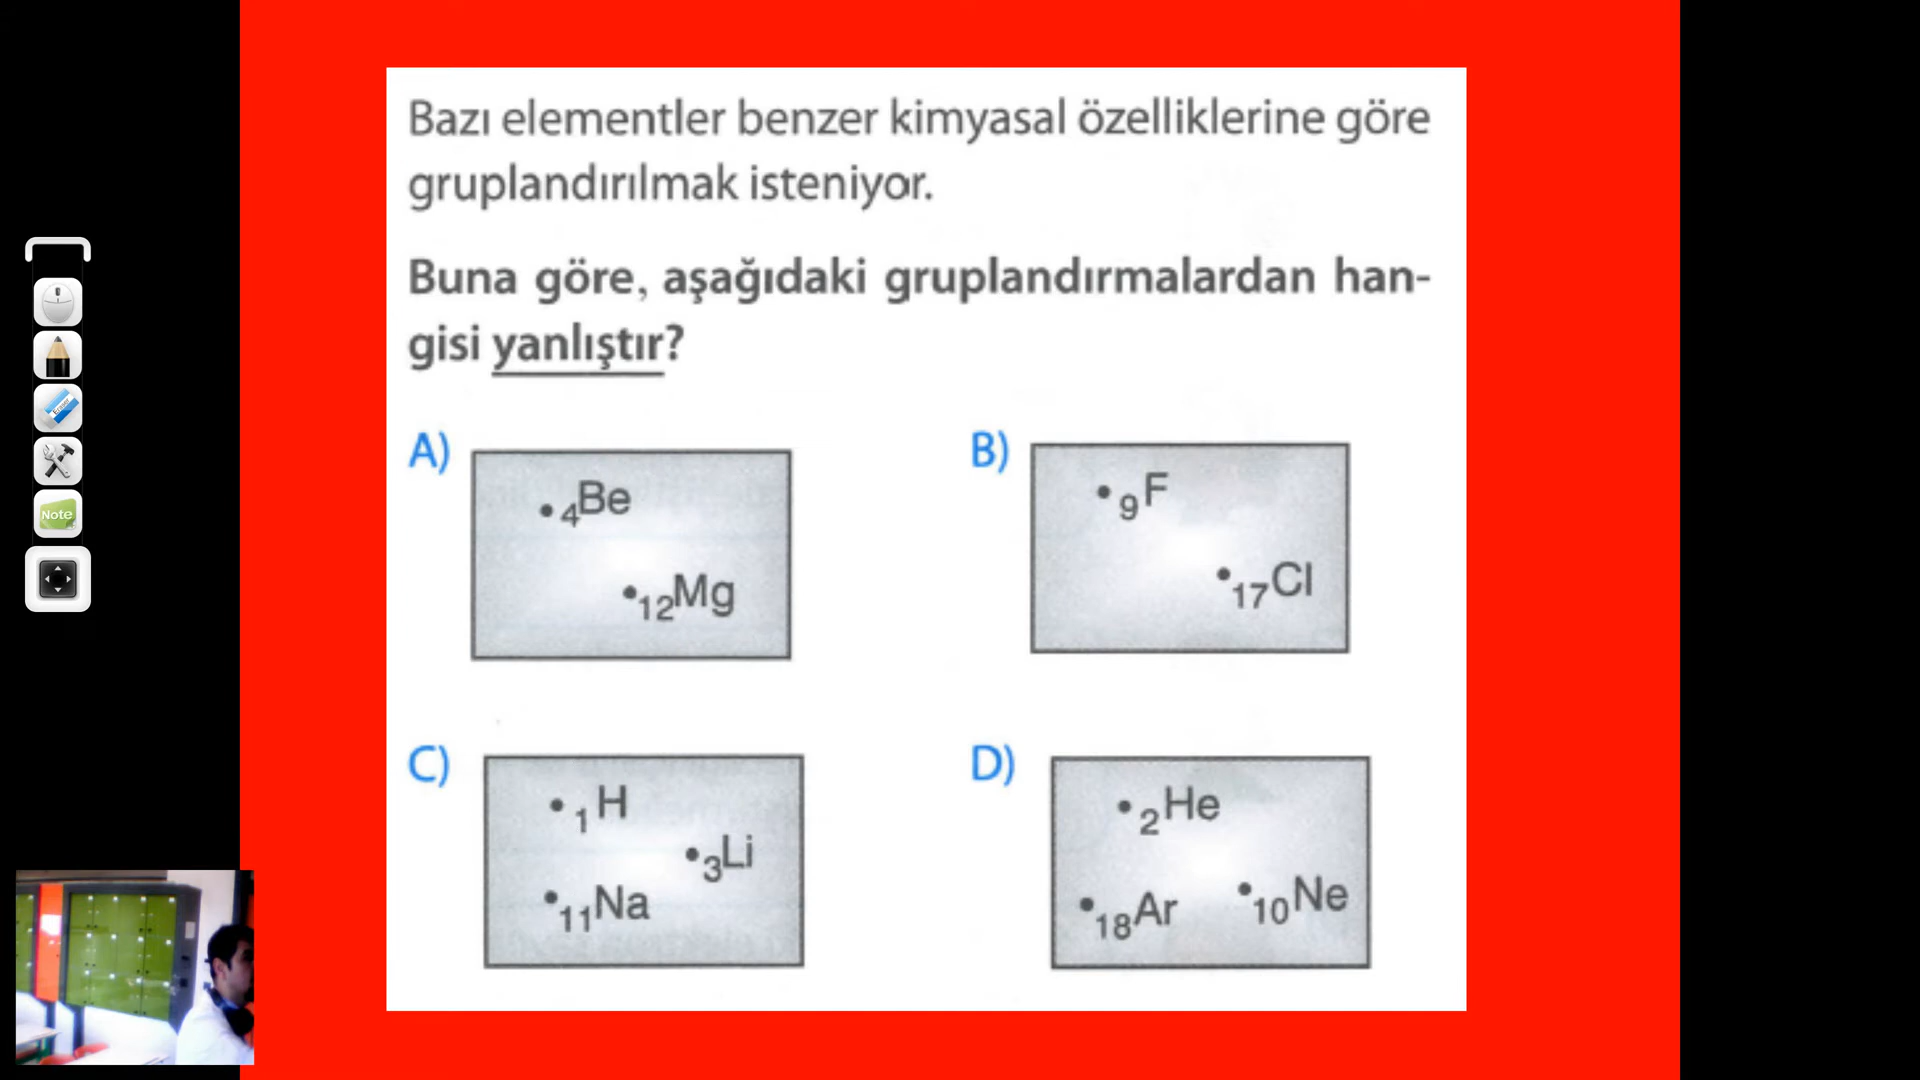 Bazı elementler benzer kimyasal özelliklerine göre
gruplandırılmak isteniyor.
Buna göre, aşağıdaki gruplandırmalardan han-
gisi yanlıştır?
A)
• ₄Be
• ₁₂Mg
B)
• ₉F
• ₁₇Cl
C)
• ₁H
• ₃Li
• ₁₁Na
D)
• ₂He
• ₁₈Ar
• ₁₀Ne
Note